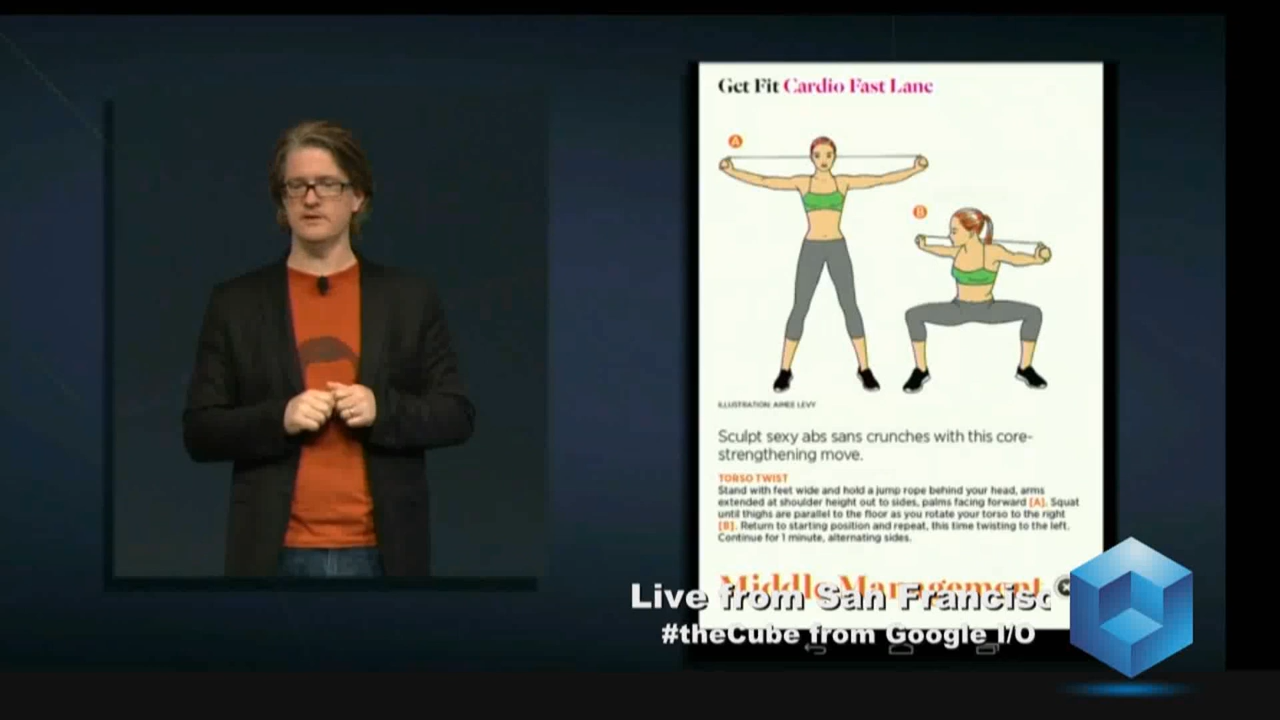 Get Fit Cardio Fast Lane
A
B
ILLUSTRATION: AIMEE LEVY
Sculpt sexy abs sans crunches with this core-
strengthening move.
TORSO TWIST
Stand with feet wide and hold a jump rope behind your head, arms
extended at shoulder height out to sides, palms facing forward [A]. Squat
until thighs are parallel to the floor as you rotate your torso to the right
[B]. Return to starting position and repeat, this time twisting to the left.
Continue for 1 minute, alternating sides.
Middle Management
Live from San Francisc
#theCube from Google I/O